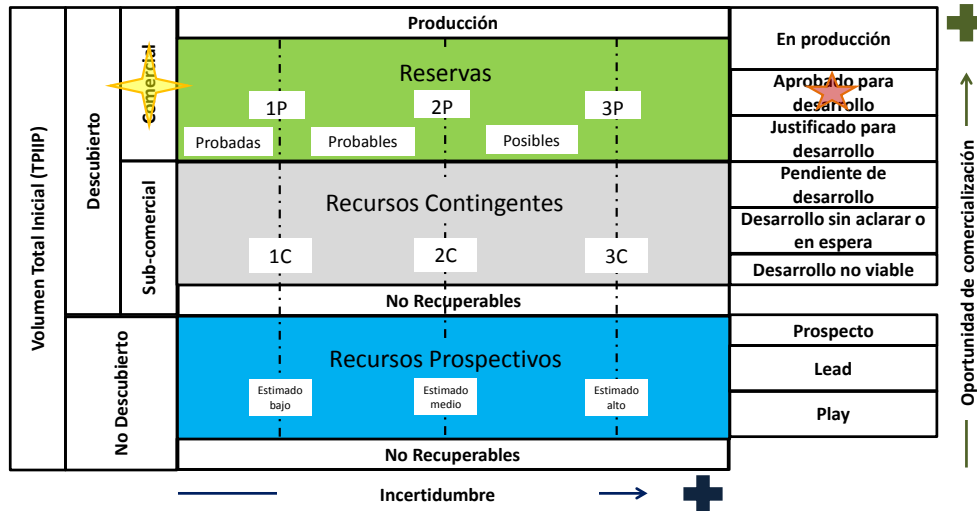 Volumen Total Inicial (TPIIP)
Descubierto
No Descubierto
Comercial
Sub-comercial
Producción
Reservas
1P
2P
3P
Probadas
Probables
Posibles
Recursos Contingentes
1C
2C
3C
No Recuperables
Recursos Prospectivos
Estimado
bajo
Estimado
medio
Estimado
alto
No Recuperables
En producción
Aprobado para
desarrollo
Justificado para
desarrollo
Pendiente de
desarrollo
Desarrollo sin aclarar o
en espera
Desarrollo no viable
Prospecto
Lead
Play
Oportunidad de comercialización
Incertidumbre